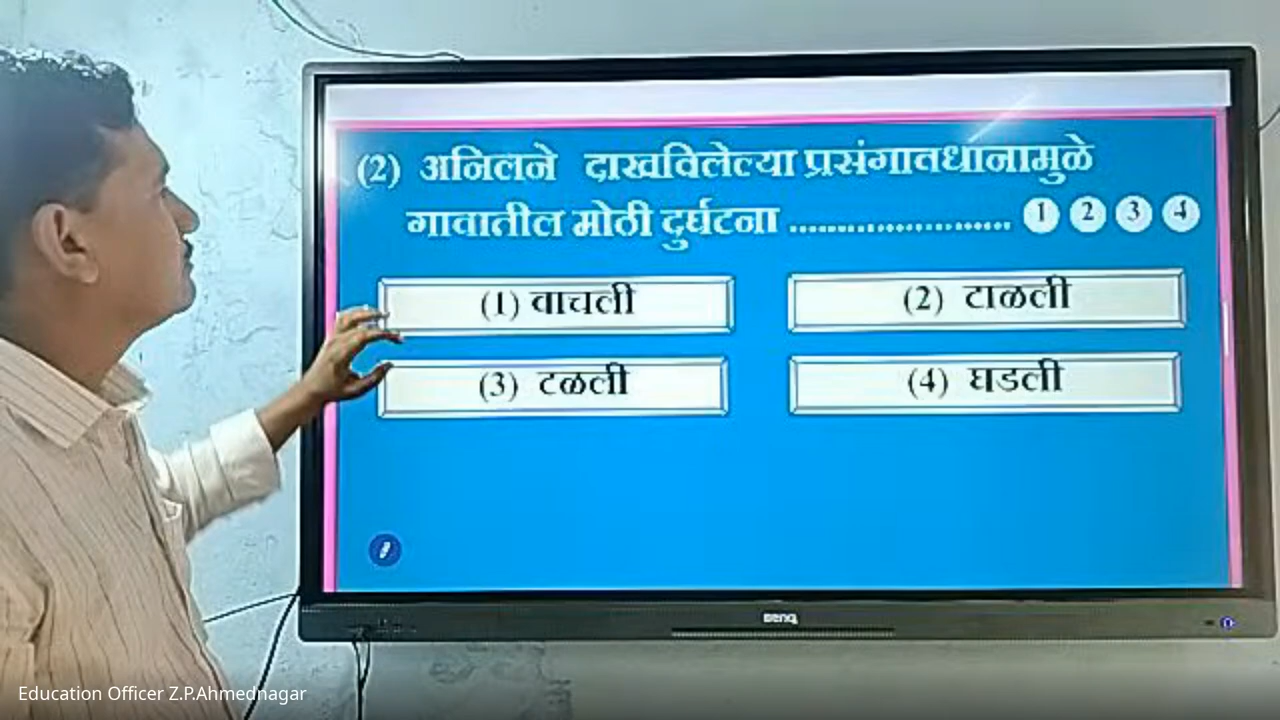 (2) अनिलने दाखविलेल्या प्रसंगावधानामुळे
गावातील मोठी दुर्घटना ...................... 1 2 3 4
(1) वाचली (2) टाळली
(3) टळली (4) घडली
BenQ
Education Officer Z.P.Ahmednagar